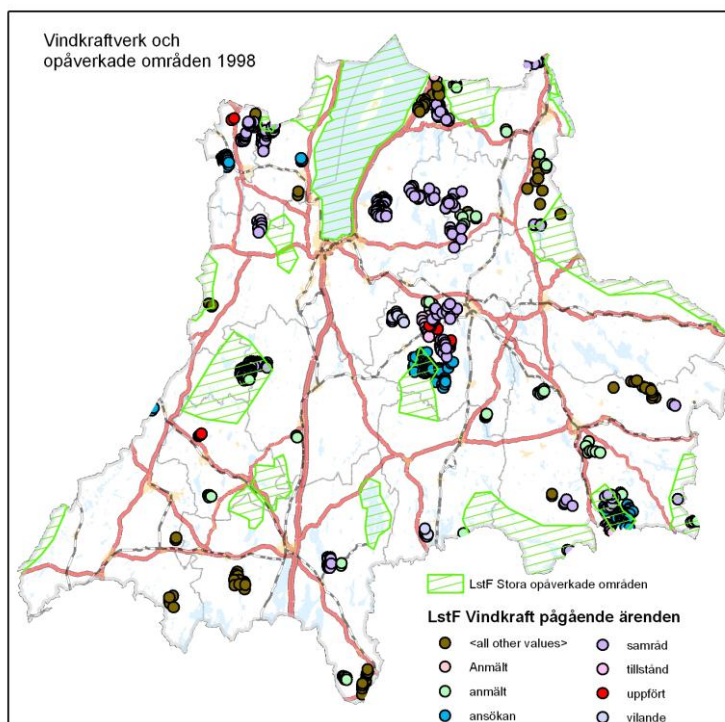 Vindkraftverk och
opåverkade områden 1998
LstF Stora opåverkade områden
LstF Vindkraft pågående ärenden
<all other values>
Anmält
anmält
ansökan
samråd
tillstånd
uppfört
vilande